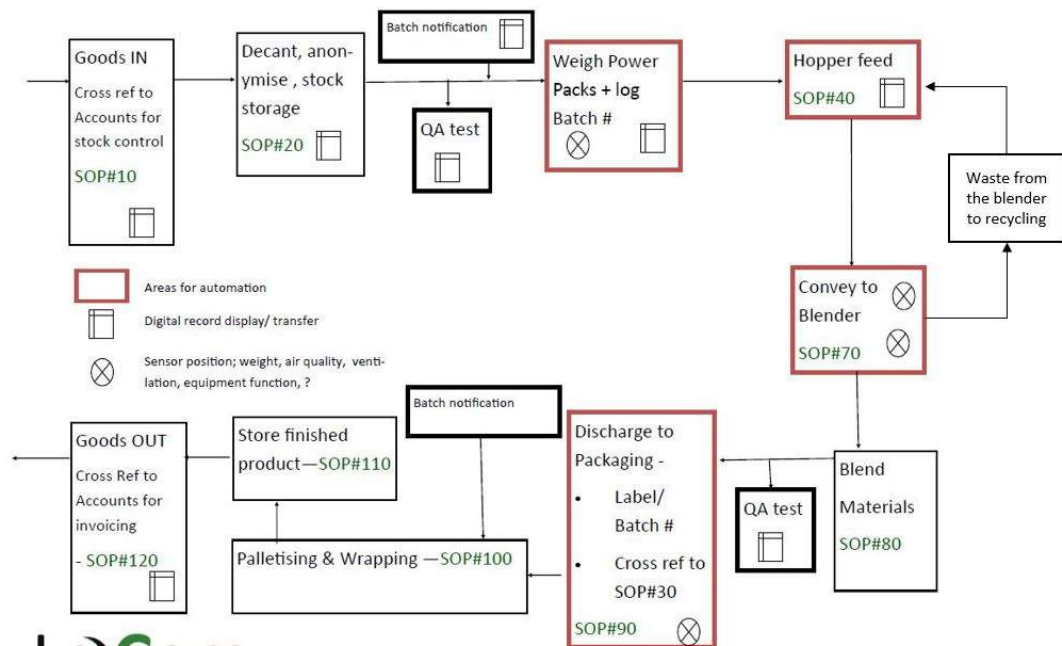 Goods IN
Cross ref to
Accounts for
stock control
SOP#10
Decant, anon-
ymise , stock
storage
SOP#20
Batch notification
QA test
Weigh Power
Packs + log
Batch #
Hopper feed
SOP#40
Waste from
the blender
to recycling
Convey to
Blender
SOP#70
Areas for automation
Digital record display/ transfer
Sensor position; weight, air quality, venti-
lation, equipment function, ?
Goods OUT
Cross Ref to
Accounts for
invoicing
- SOP#120
Store finished
product—SOP#110
Batch notification
Palletising & Wrapping —SOP#100
Discharge to
Packaging -
• Label/
Batch #
• Cross ref to
SOP#30
SOP#90
QA test
Blend
Materials
SOP#80